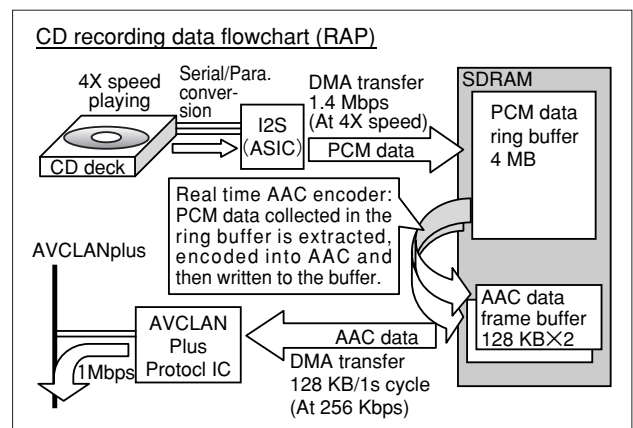 CD recording data flowchart (RAP)
4X speed
playing
CD deck
Serial/Para.
conver-
sion
I2S
(ASIC)
DMA transfer
1.4 Mbps
(At 4X speed)
PCM data
SDRAM
PCM data
ring buffer
4 MB
Real time AAC encoder:
PCM data collected in the
ring buffer is extracted,
encoded into AAC and
then written to the buffer.
AAC data
frame buffer
128 KB×2
AVCLANplus
AVCLAN
Plus
Protocl IC
1Mbps
AAC data
DMA transfer
128 KB/1s cycle
(At 256 Kbps)